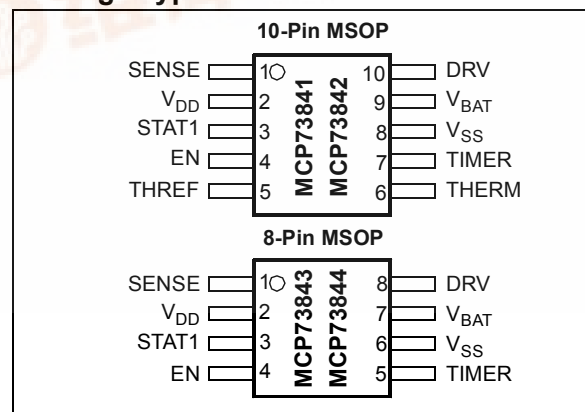 10-Pin MSOP
SENSE 1 10 DRV
VDD 2 9 VBAT
STAT1 3 8 VSS
EN 4 7 TIMER
THREF 5 6 THERM
MCP73841
MCP73842
8-Pin MSOP
SENSE 1 8 DRV
VDD 2 7 VBAT
STAT1 3 6 VSS
EN 4 5 TIMER
MCP73843
MCP73844